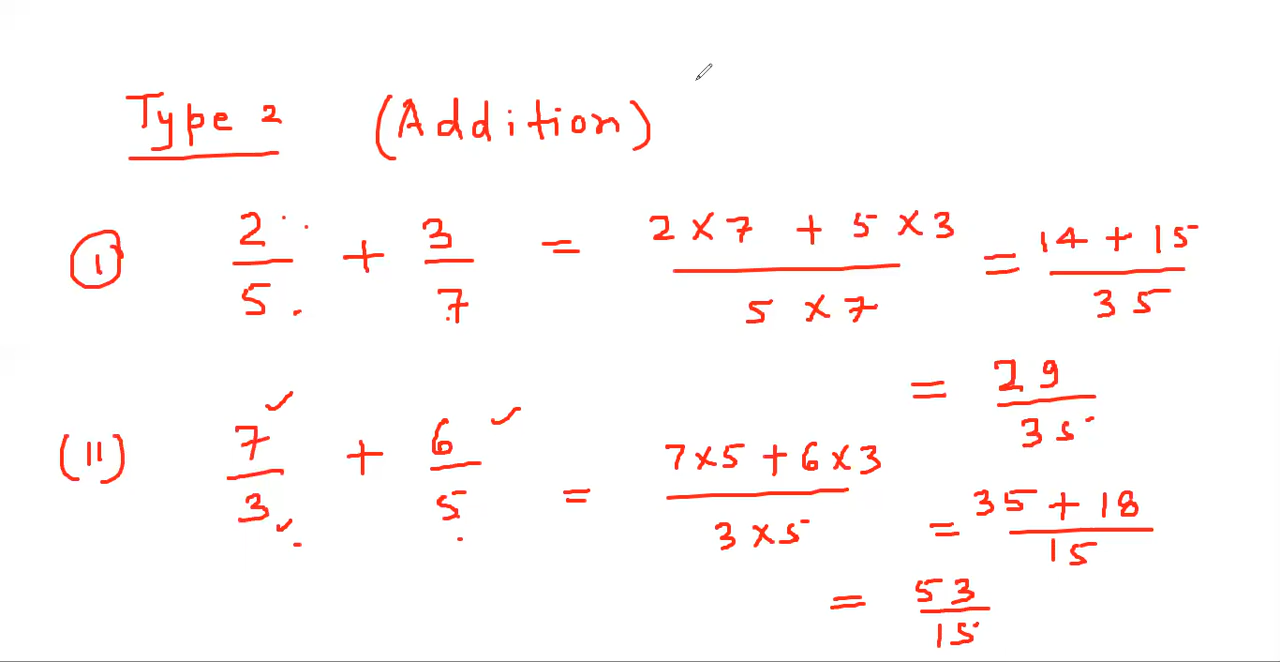 Type 2 (Addition)
(i) 2/5 + 3/7 = (2 × 7 + 5 × 3)/(5 × 7) = (14 + 15)/35
= 29/35
(II) 7/3 + 6/5 = (7 × 5 + 6 × 3)/(3 × 5) = (35 + 18)/15
= 53/15